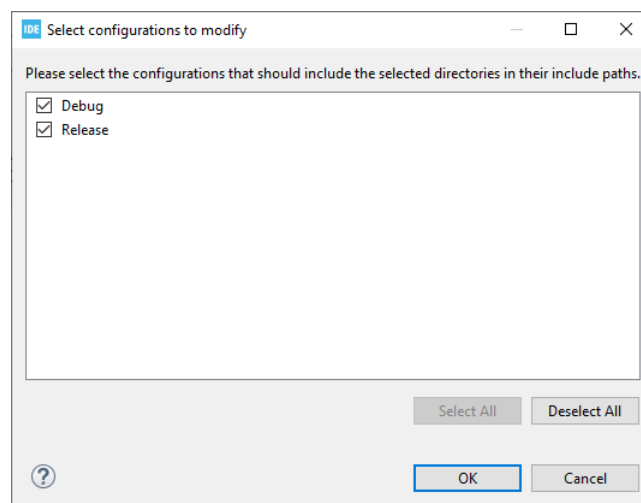 IDE Select configurations to modify
Please select the configurations that should include the selected directories in their include paths.
Debug
Release
Select All Deselect All
? OK Cancel